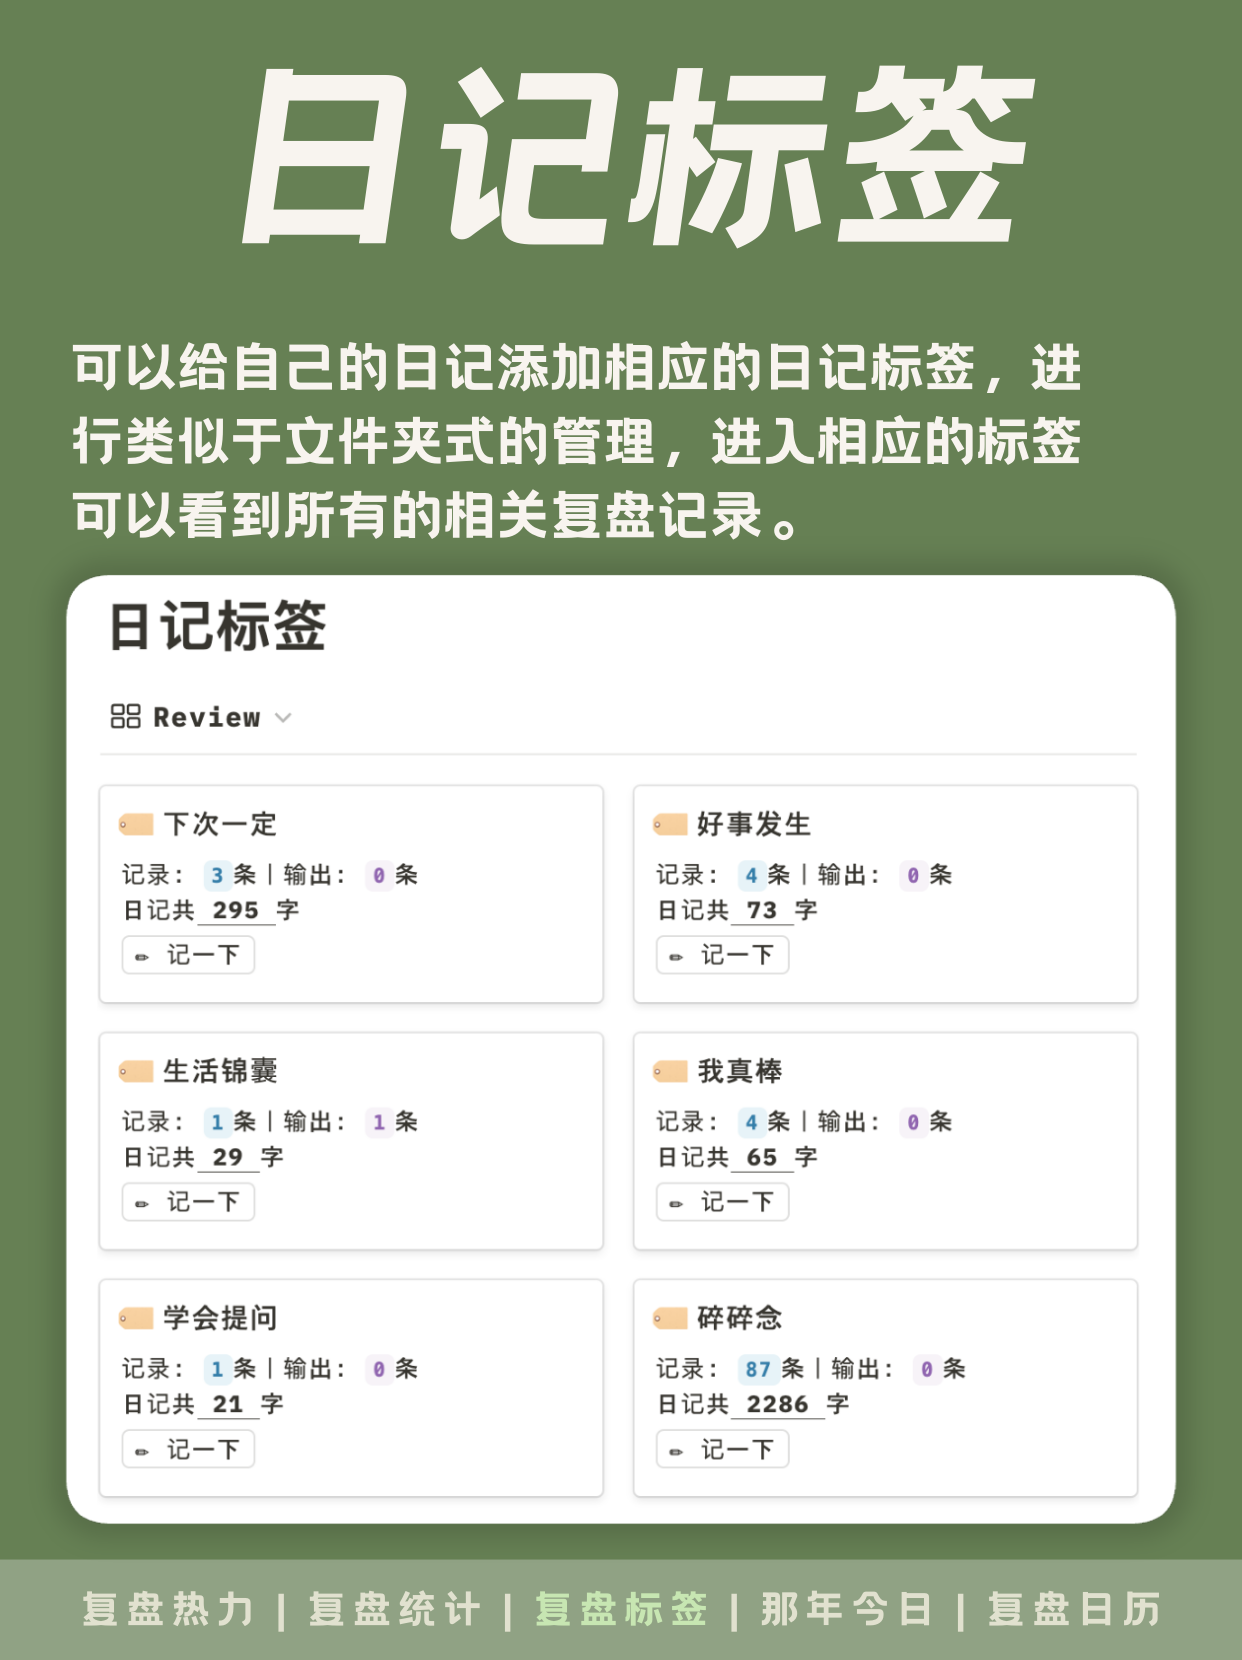 日记标签
可以给自己的日记添加相应的日记标签，进
行类似于文件夹式的管理，进入相应的标签
可以看到所有的相关复盘记录。
日记标签
Review
下次一定
记录： 3条丨输出： 0条
日记共 295 字
记一下
好事发生
记录： 4条丨输出： 0条
日记共 73 字
记一下
生活锦囊
记录： 1条丨输出： 1条
日记共 29 字
记一下
我真棒
记录： 4条丨输出： 0条
日记共 65 字
记一下
学会提问
记录： 1条丨输出： 0条
日记共 21 字
记一下
碎碎念
记录： 87条丨输出： 0条
日记共 2286 字
记一下
复盘热力 | 复盘统计 | 复盘标签 | 那年今日 | 复盘日历